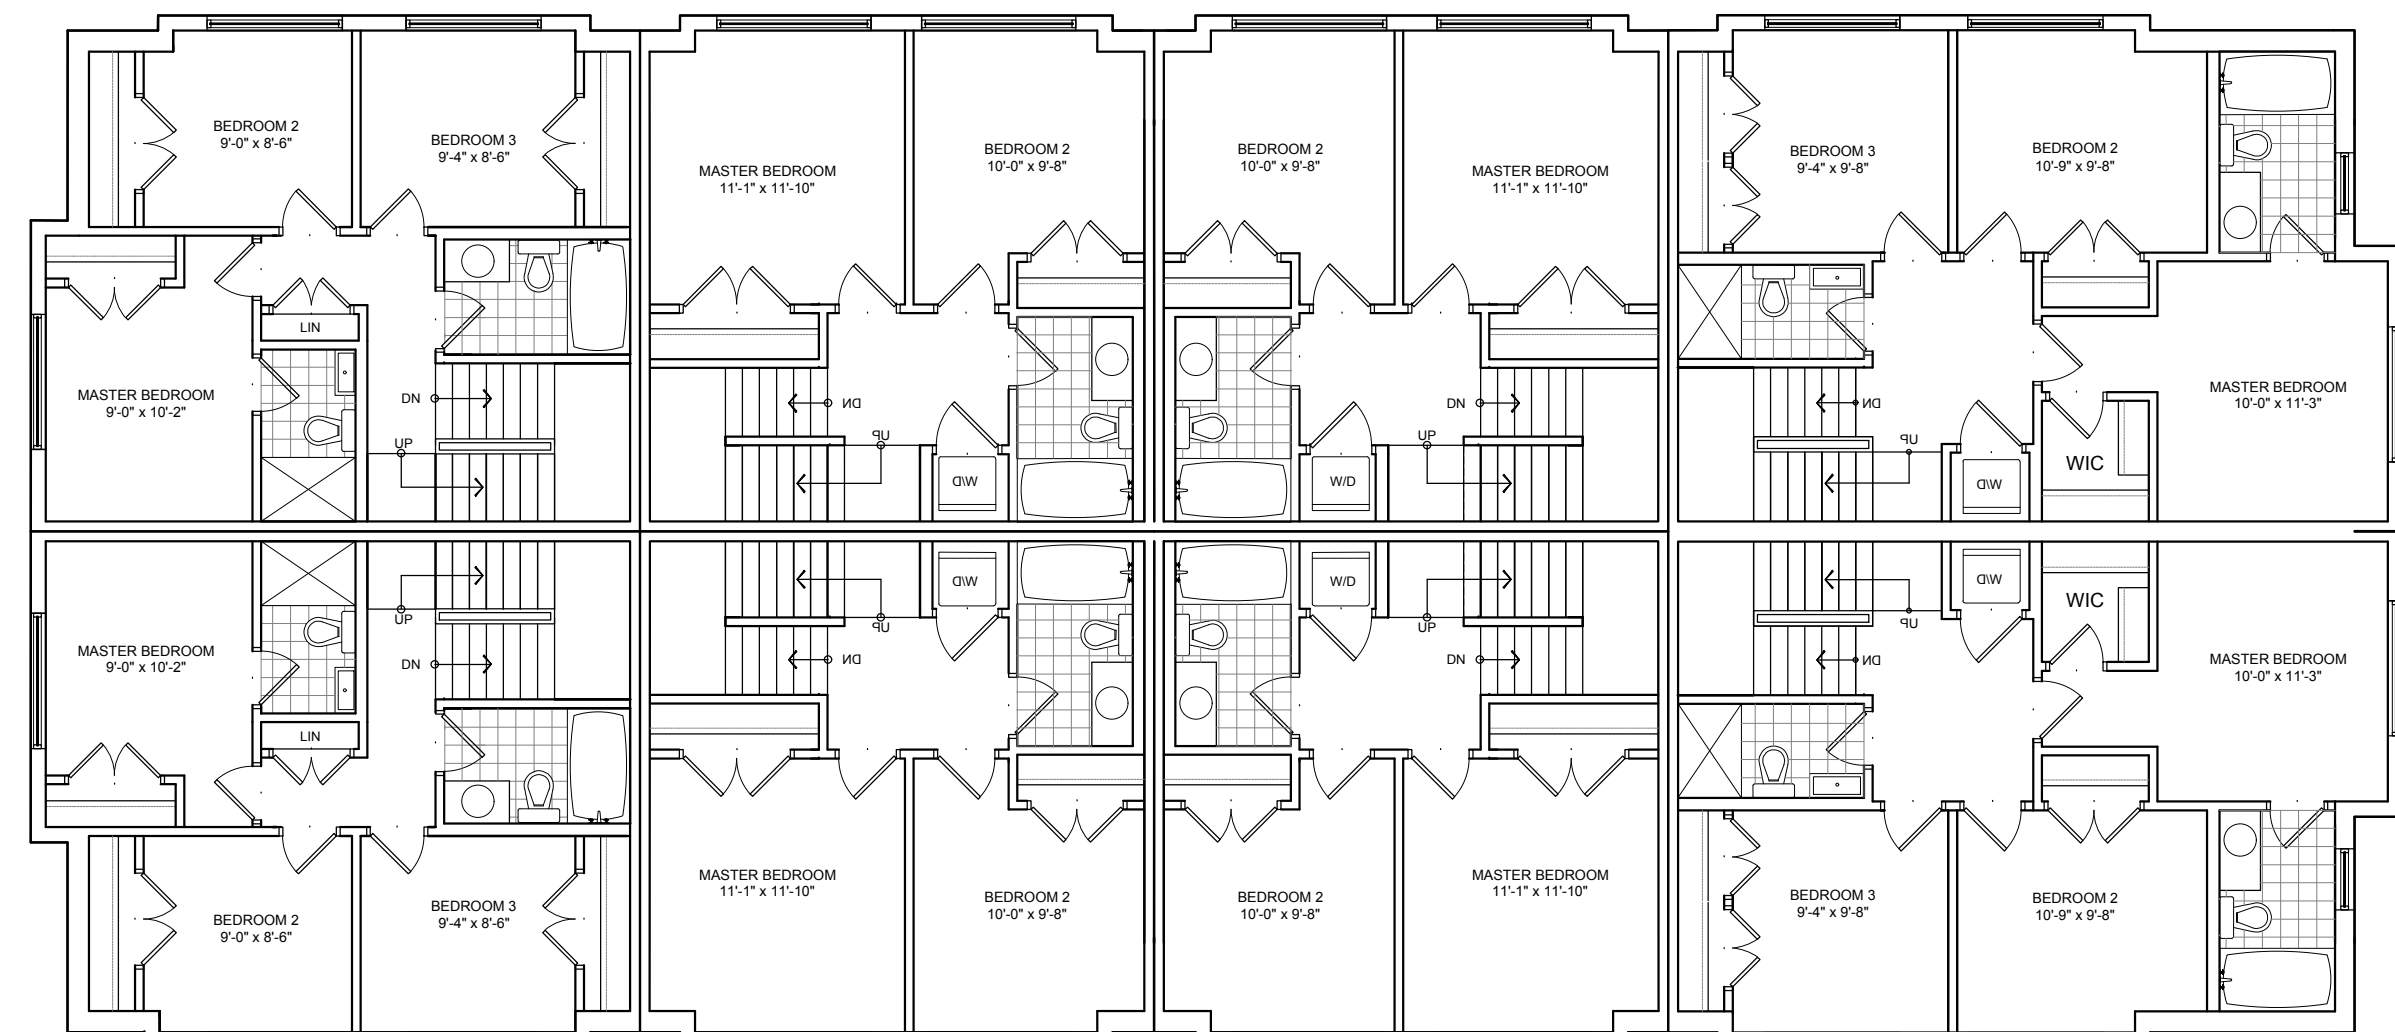 BEDROOM 2
9'-0" x 8'-6"
BEDROOM 3
9'-4" x 8'-6"
MASTER BEDROOM
11'-1" x 11'-10"
BEDROOM 2
10'-0" x 9'-8"
BEDROOM 2
10'-0" x 9'-8"
MASTER BEDROOM
11'-1" x 11'-10"
BEDROOM 3
9'-4" x 9'-8"
BEDROOM 2
10'-9" x 9'-8"
LIN
MASTER BEDROOM
9'-0" x 10'-2"
DN
UP
DN
UP
W/D
DN
UP
W/D
DN
UP
W/D
WIC
MASTER BEDROOM
10'-0" x 11'-3"
MASTER BEDROOM
9'-0" x 10'-2"
UP
DN
LIN
W/D
UP
DN
W/D
UP
DN
W/D
UP
DN
WIC
MASTER BEDROOM
10'-0" x 11'-3"
BEDROOM 2
9'-0" x 8'-6"
BEDROOM 3
9'-4" x 8'-6"
MASTER BEDROOM
11'-1" x 11'-10"
BEDROOM 2
10'-0" x 9'-8"
BEDROOM 2
10'-0" x 9'-8"
MASTER BEDROOM
11'-1" x 11'-10"
BEDROOM 3
9'-4" x 9'-8"
BEDROOM 2
10'-9" x 9'-8"